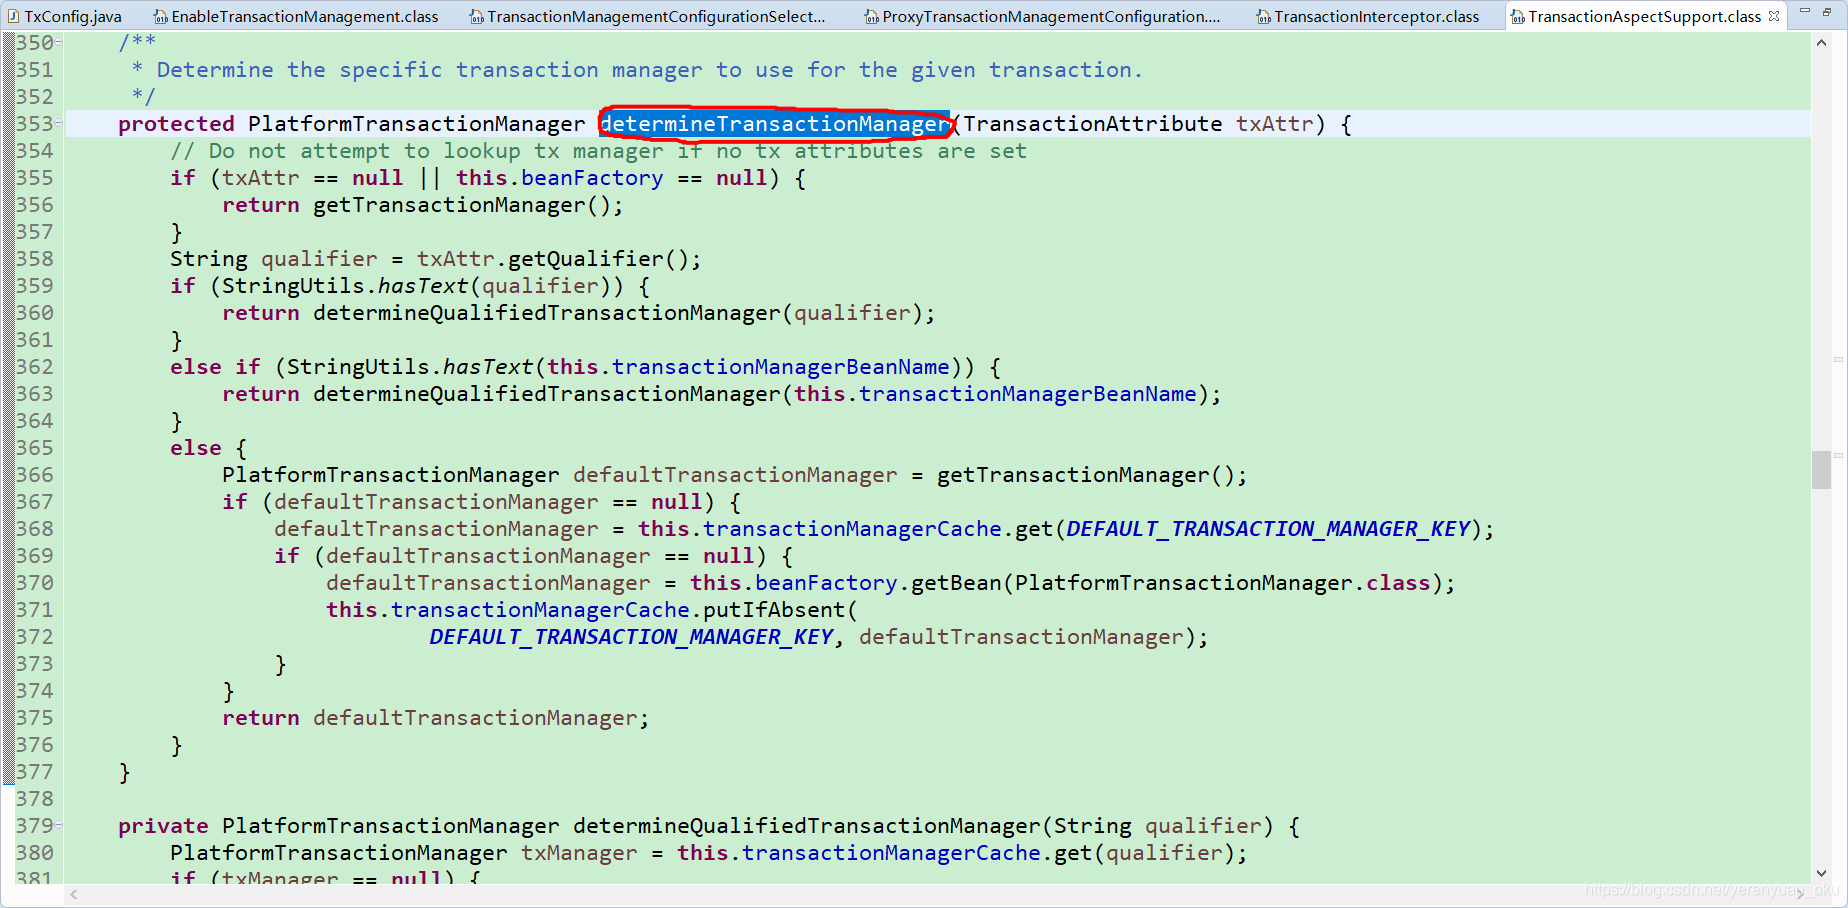 TxConfig.java EnableTransactionManagement.class TransactionManagementConfigurationSelect... ProxyTransactionManagementConfiguration.... TransactionInterceptor.class TransactionAspectSupport.class
350 /**
351 * Determine the specific transaction manager to use for the given transaction.
352 */
353 protected PlatformTransactionManager determineTransactionManager(TransactionAttribute txAttr) {
354 // Do not attempt to lookup tx manager if no tx attributes are set
355 if (txAttr == null || this.beanFactory == null) {
356 return getTransactionManager();
357 }
358 String qualifier = txAttr.getQualifier();
359 if (StringUtils.hasText(qualifier)) {
360 return determineQualifiedTransactionManager(qualifier);
361 }
362 else if (StringUtils.hasText(this.transactionManagerBeanName)) {
363 return determineQualifiedTransactionManager(this.transactionManagerBeanName);
364 }
365 else {
366 PlatformTransactionManager defaultTransactionManager = getTransactionManager();
367 if (defaultTransactionManager == null) {
368 defaultTransactionManager = this.transactionManagerCache.get(DEFAULT_TRANSACTION_MANAGER_KEY);
369 if (defaultTransactionManager == null) {
370 defaultTransactionManager = this.beanFactory.getBean(PlatformTransactionManager.class);
371 this.transactionManagerCache.putIfAbsent(
372 DEFAULT_TRANSACTION_MANAGER_KEY, defaultTransactionManager);
373 }
374 }
375 return defaultTransactionManager;
376 }
377 }
378
379 private PlatformTransactionManager determineQualifiedTransactionManager(String qualifier) {
380 PlatformTransactionManager txManager = this.transactionManagerCache.get(qualifier);
381 if (txManager == null) {
https://blog.csdn.net/yerenyuan_pku